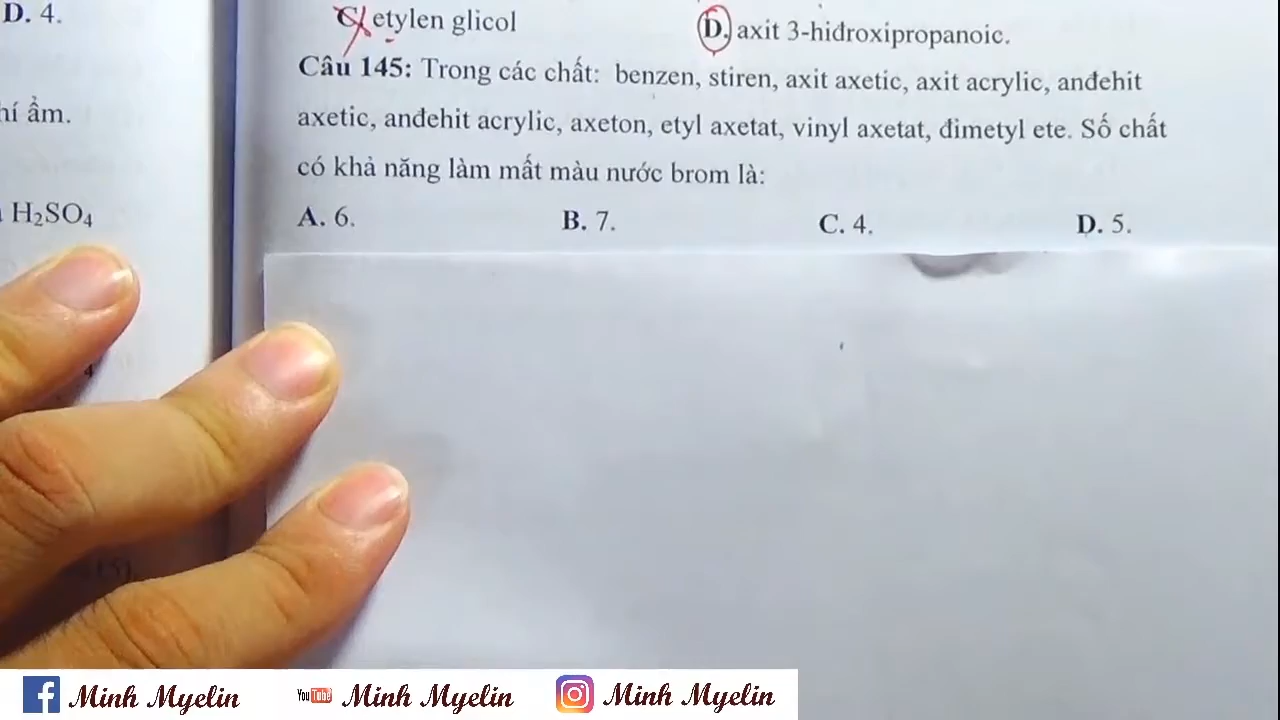 D. 4.
hí ẩm.
H₂SO₄
C. etylen glicol
D. axit 3-hiđroxipropanoic.
Câu 145: Trong các chất: benzen, stiren, axit axetic, axit acrylic, anđehit
axetic, anđehit acrylic, axeton, etyl axetat, vinyl axetat, đimetyl ete. Số chất
có khả năng làm mất màu nước brom là:
A. 6. B. 7. C. 4. D. 5.
Minh Myelin You Tube Minh Myelin Minh Myelin